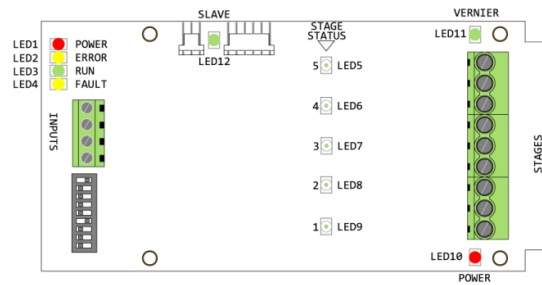 SLAVE
VERNIER
STAGE
STATUS
LED1 POWER
LED2 ERROR
LED3 RUN
LED4 FAULT
LED12
LED11
5 LED5
4 LED6
3 LED7
2 LED8
1 LED9
INPUTS
STAGES
LED10
POWER